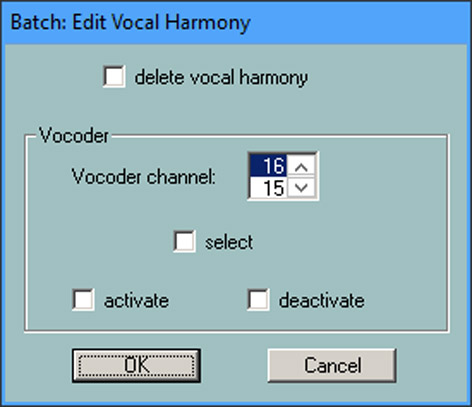 Batch: Edit Vocal Harmony
delete vocal harmony
Vocoder
Vocoder channel:
16
15
select
activate deactivate
OK Cancel